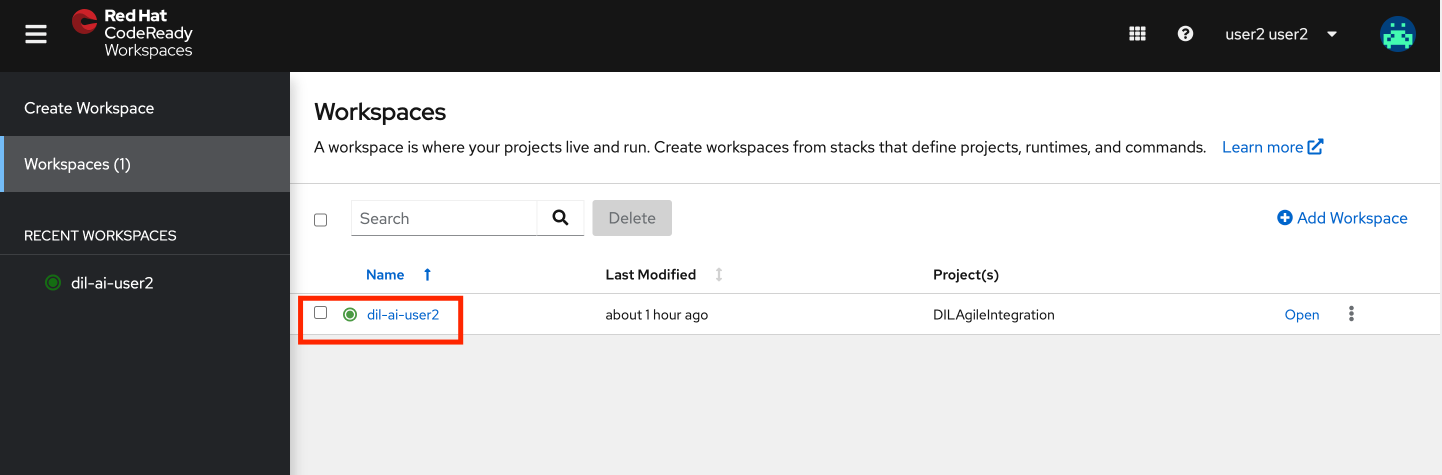 Red Hat
CodeReady
Workspaces
user2 user2
Create Workspace
Workspaces (1)
RECENT WORKSPACES
dil-ai-user2
Workspaces
A workspace is where your projects live and run. Create workspaces from stacks that define projects, runtimes, and commands. Learn more
Search
Delete
Add Workspace
Name Last Modified Project(s)
dil-ai-user2 about 1 hour ago DILAgileIntegration Open